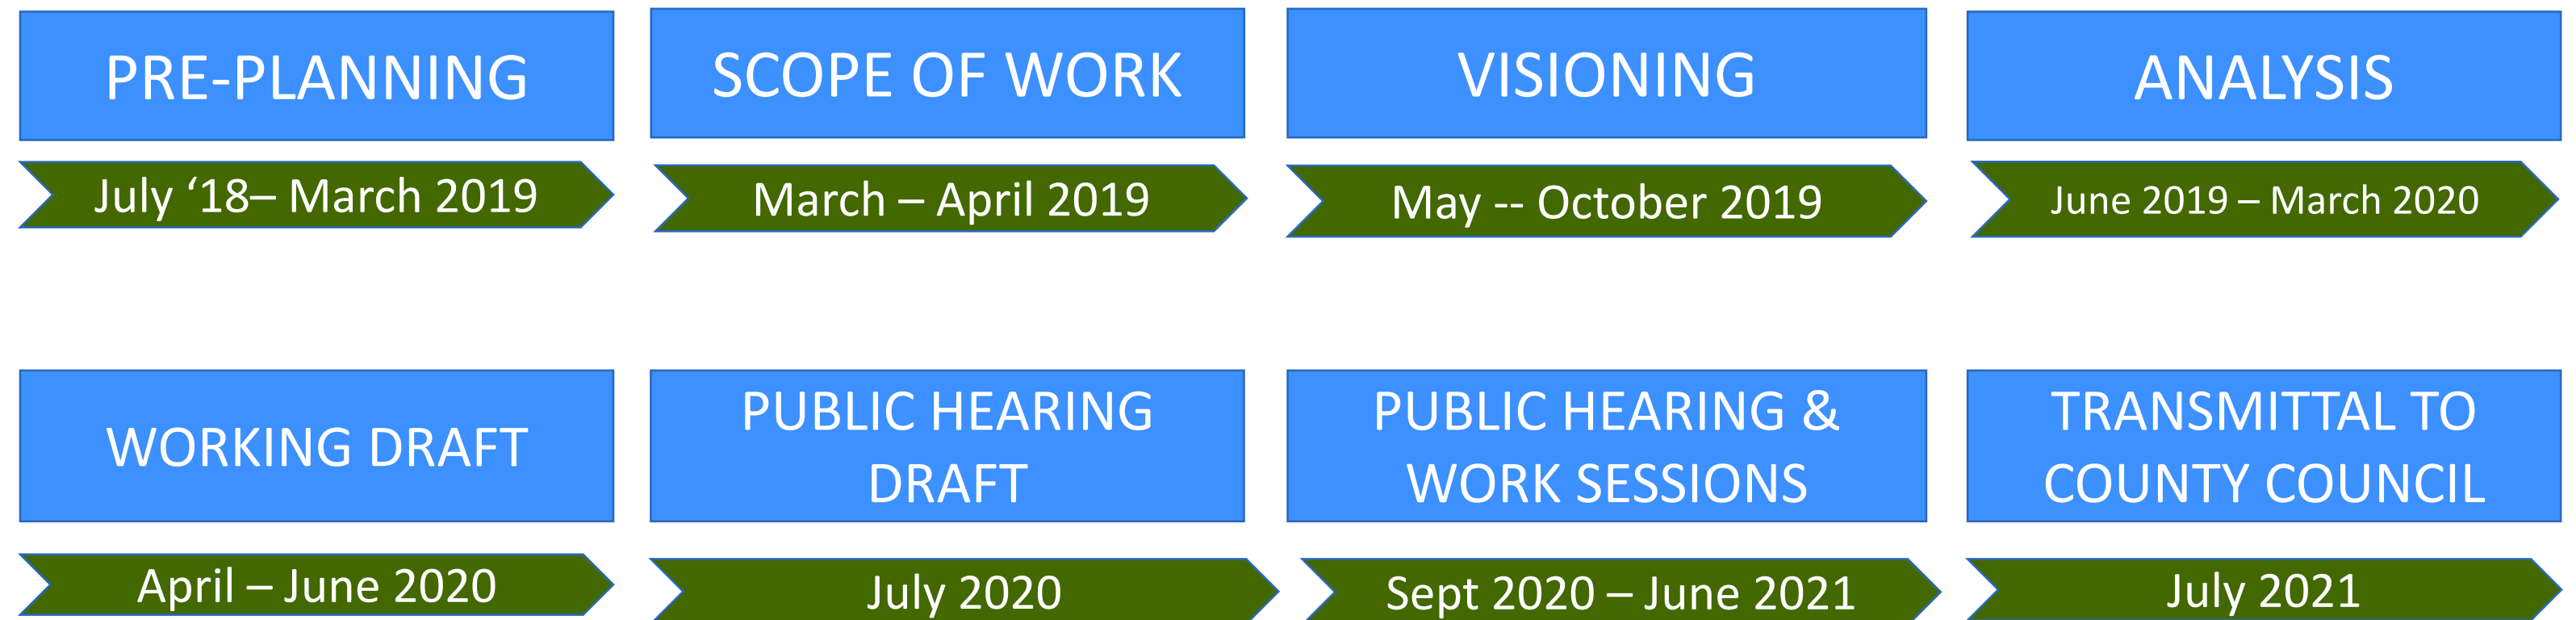 PRE-PLANNING
July ‘18– March 2019
SCOPE OF WORK
March – April 2019
VISIONING
May -- October 2019
ANALYSIS
June 2019 – March 2020
WORKING DRAFT
April – June 2020
PUBLIC HEARING
DRAFT
July 2020
PUBLIC HEARING &
WORK SESSIONS
Sept 2020 – June 2021
TRANSMITTAL TO
COUNTY COUNCIL
July 2021